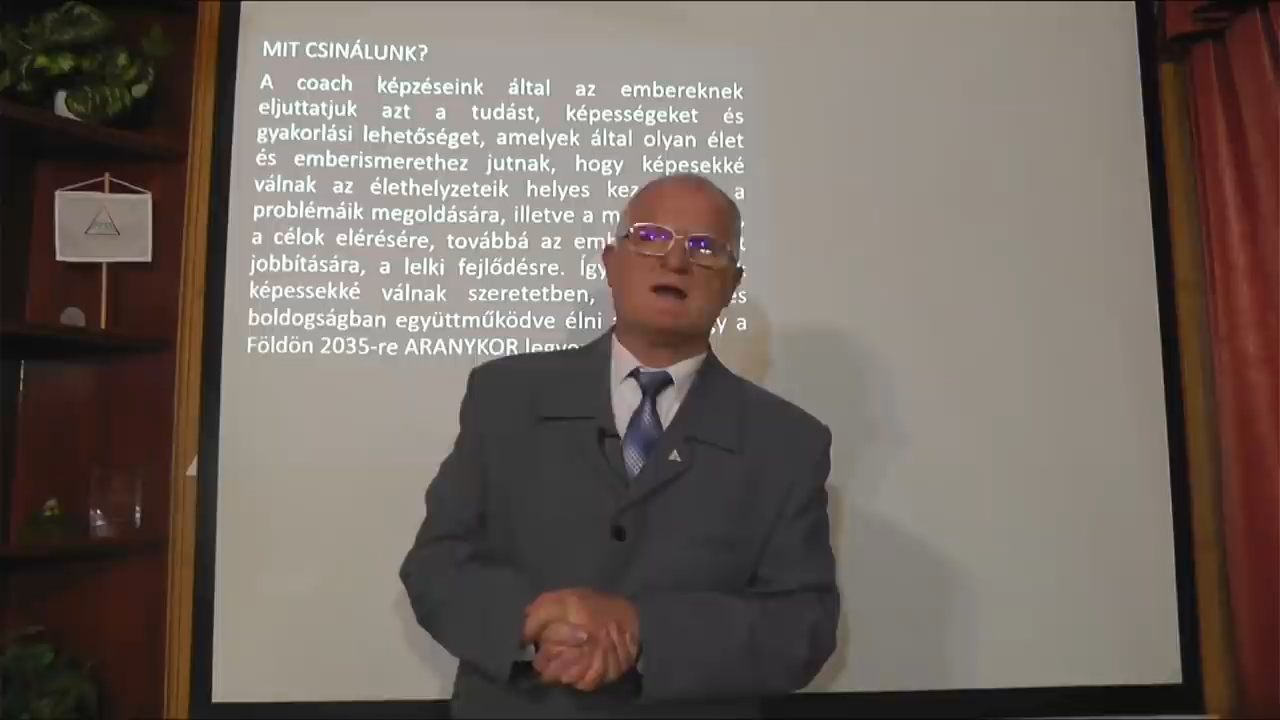 MIT CSINÁLUNK?
A coach képzéseink által az embereknek
eljuttatjuk azt a tudást, képességeket és
gyakorlási lehetőséget, amelyek által olyan élet
és emberismerethez jutnak, hogy képesekké
válnak az élethelyzeteik helyes a
problémáik megoldására, illetve a
a célok elérésére, továbbá az
jobbítására, a lelki fejlődésre. Így
képessekké válnak szeretetben,
boldogságban együttműködve élni a
Földön 2035-re ARANYKOR